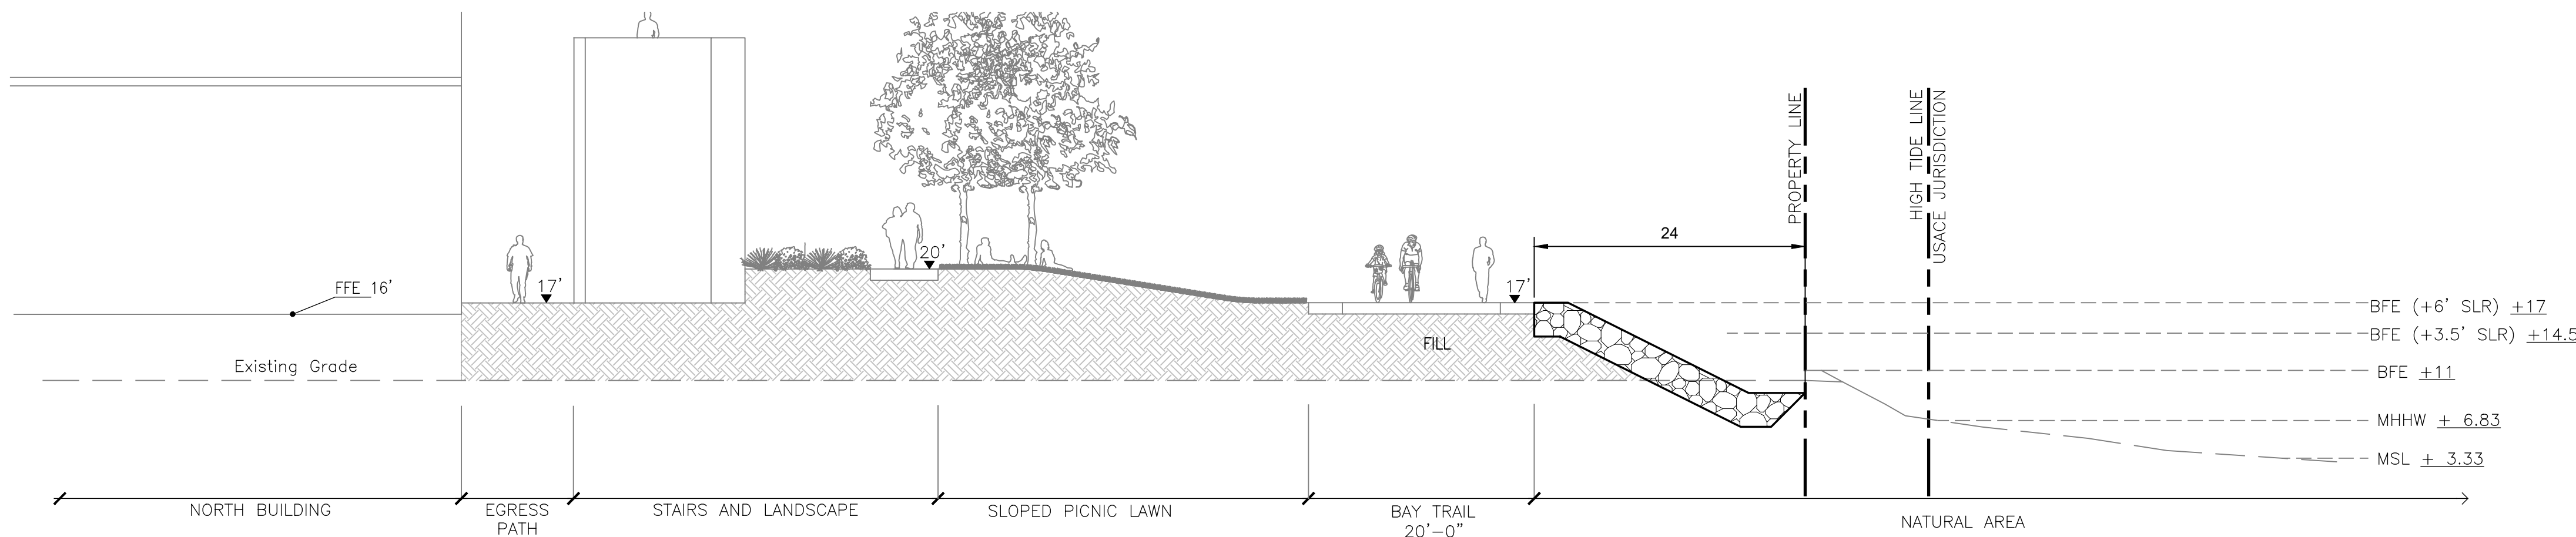 PROPERTY LINE
HIGH TIDE LINE
USACE JURISDICTION
24
20'
17'
17'
FFE 16'
BFE (+6' SLR) +17
BFE (+3.5' SLR) +14.5
FILL
Existing Grade
BFE +11
MHHW + 6.83
MSL + 3.33
NORTH BUILDING
EGRESS
PATH
STAIRS AND LANDSCAPE
SLOPED PICNIC LAWN
BAY TRAIL
20'-0"
NATURAL AREA